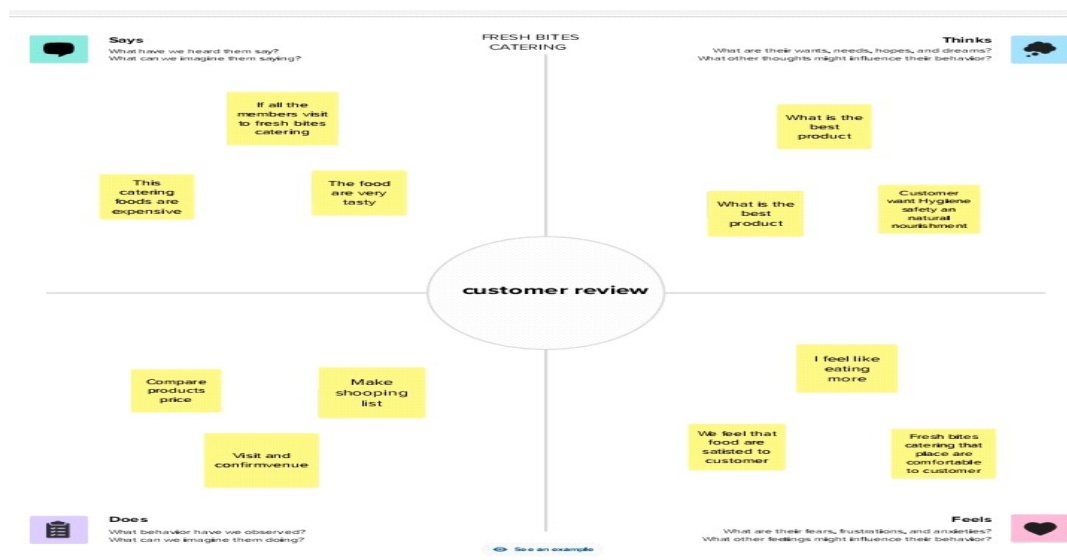 FRESH BITES
CATERING
Says
What have we heard them say?
What can we imagine them saying?
If all the
members visit
to fresh bites
catering
This
catering
foods are
expensive
The food
are very
tasty
Thinks
What are their wants, needs, hopes, and dreams?
What other thoughts might influence their behavior?
What is the
best
product
What is the
best
product
Customer
want Hygiene
safety an
natural
nourishment
customer review
Compare
products
price
Make
shooping
list
Visit and
confirmvenue
Does
What behavior have we observed?
What can we imagine them doing?
I feel like
eating
more
We feel that
food are
satisted to
customer
Fresh bites
catering that
place are
comfortable
to customer
Feels
What are their fears, frustrations, and anxieties?
What other feelings might influence their behavior?
See an example